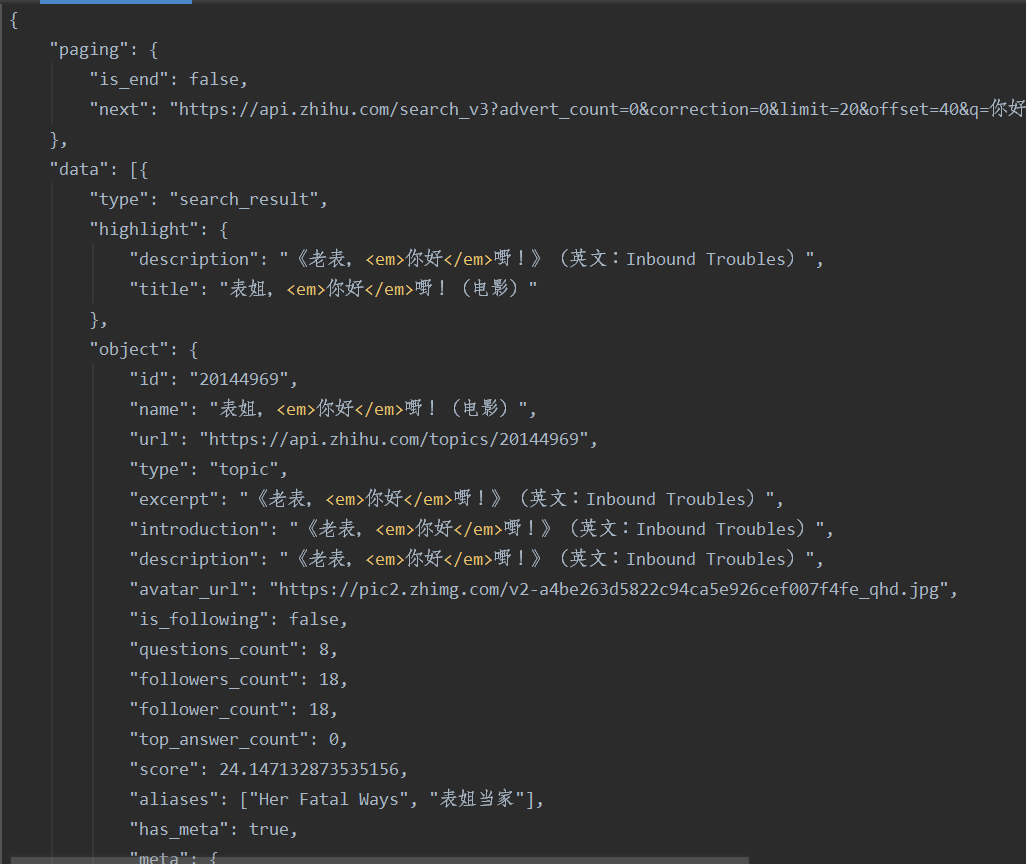 {
    "paging": {
        "is_end": false,
        "next": "https://api.zhihu.com/search_v3?advert_count=0&correction=0&limit=20&offset=40&q=你好
    },
    "data": [{
        "type": "search_result",
        "highlight": {
            "description": "《老表，<em>你好</em>嘢！》（英文：Inbound Troubles）",
            "title": "表姐，<em>你好</em>嘢！（电影）"
        },
        "object": {
            "id": "20144969",
            "name": "表姐，<em>你好</em>嘢！（电影）",
            "url": "https://api.zhihu.com/topics/20144969",
            "type": "topic",
            "excerpt": "《老表，<em>你好</em>嘢！》（英文：Inbound Troubles）",
            "introduction": "《老表，<em>你好</em>嘢！》（英文：Inbound Troubles）",
            "description": "《老表，<em>你好</em>嘢！》（英文：Inbound Troubles）",
            "avatar_url": "https://pic2.zhimg.com/v2-a4be263d5822c94ca5e926cef007f4fe_qhd.jpg",
            "is_following": false,
            "questions_count": 8,
            "followers_count": 18,
            "follower_count": 18,
            "top_answer_count": 0,
            "score": 24.147132873535156,
            "aliases": ["Her Fatal Ways", "表姐当家"],
            "has_meta": true,
            "meta": {